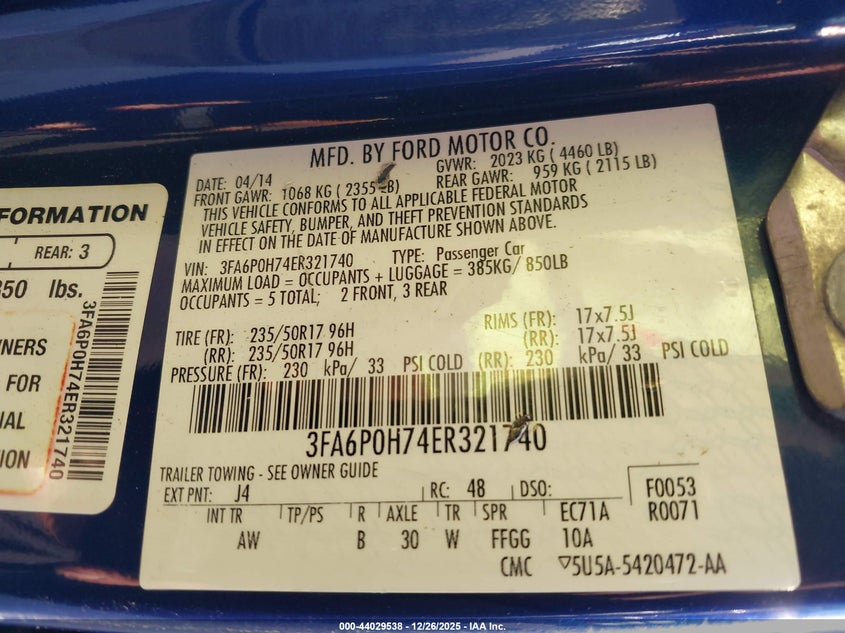 FORMATION
REAR: 3
350 lbs.
NERS
FOR
IAL
ION
3FA6P0H74ER321740
MFD. BY FORD MOTOR CO.
DATE: 04/14 GVWR: 2023 KG ( 4460 LB)
FRONT GAWR: 1068 KG ( 2355 LB) REAR GAWR: 959 KG ( 2115 LB)
THIS VEHICLE CONFORMS TO ALL APPLICABLE FEDERAL MOTOR
VEHICLE SAFETY, BUMPER, AND THEFT PREVENTION STANDARDS
IN EFFECT ON THE DATE OF MANUFACTURE SHOWN ABOVE.
VIN: 3FA6P0H74ER321740 TYPE: Passenger Car
MAXIMUM LOAD = OCCUPANTS + LUGGAGE = 385KG/ 850LB
OCCUPANTS = 5 TOTAL; 2 FRONT, 3 REAR
TIRE (FR): 235/50R17 96H RIMS (FR): 17x7.5J
(RR): 235/50R17 96H (RR): 17x7.5J
PRESSURE (FR): 230 kPa/ 33 PSI COLD (RR): 230 kPa/ 33 PSI COLD
3FA6P0H74ER321740
TRAILER TOWING - SEE OWNER GUIDE
EXT PNT: J4 RC: 48 DSO: F0053
INT TR TP/PS R AXLE TR SPR EC71A R0071
AW B 30 W FFGG 10A
CMC ▽5U5A-5420472-AA
000-44029538 - 12/26/2025 - IAA Inc.